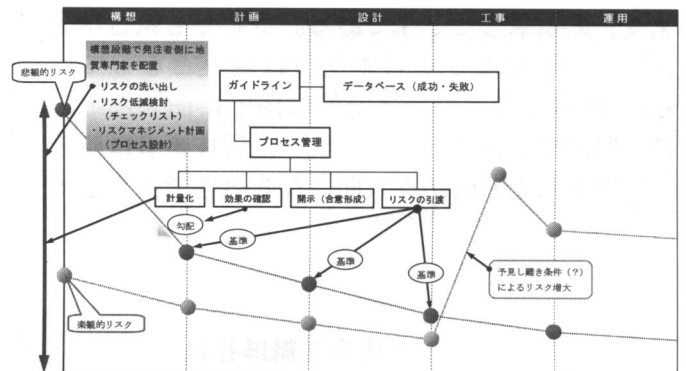 構想
計画
設計
工事
運用
構想段階で発注者側に地
質専門家を配置
・リスクの洗い出し
・リスク低減検討
（チェックリスト）
・リスクマネジメント計画
（プロセス設計）
悲観的リスク
ガイドライン
データベース（成功・失敗）
プロセス管理
計量化
効果の確認
開示（合意形成）
リスクの引渡
勾配
基準
基準
基準
予見し難き条件（？）
によるリスク増大
楽観的リスク